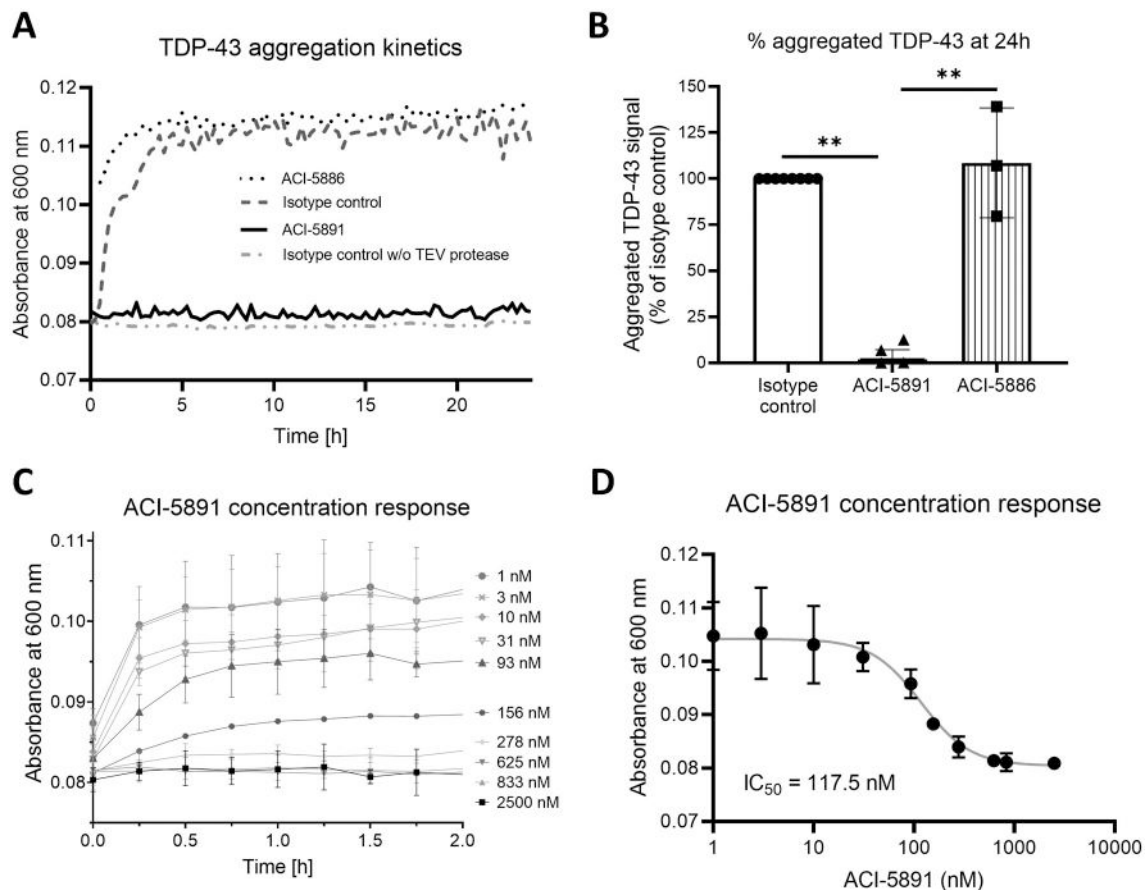 A
TDP-43 aggregation kinetics
Absorbance at 600 nm
0.12
0.11
0.10
0.09
0.08
0.07
0
5
10
15
20
Time [h]
ACI-5886
Isotype control
ACI-5891
Isotype control w/o TEV protease
B
% aggregated TDP-43 at 24h
Aggregated TDP-43 signal
(% of isotype control)
150
125
100
75
50
25
0
**
**
Isotype
control
ACI-5891
ACI-5886
C
ACI-5891 concentration response
Absorbance at 600 nm
0.11
0.10
0.09
0.08
0.0
0.5
1.0
1.5
2.0
Time [h]
1 nM
3 nM
10 nM
31 nM
93 nM
156 nM
278 nM
625 nM
833 nM
2500 nM
D
ACI-5891 concentration response
Absorbance at 600 nm
0.12
0.11
0.10
0.09
0.08
0.07
IC50 = 117.5 nM
1
10
100
1000
10000
ACI-5891 (nM)